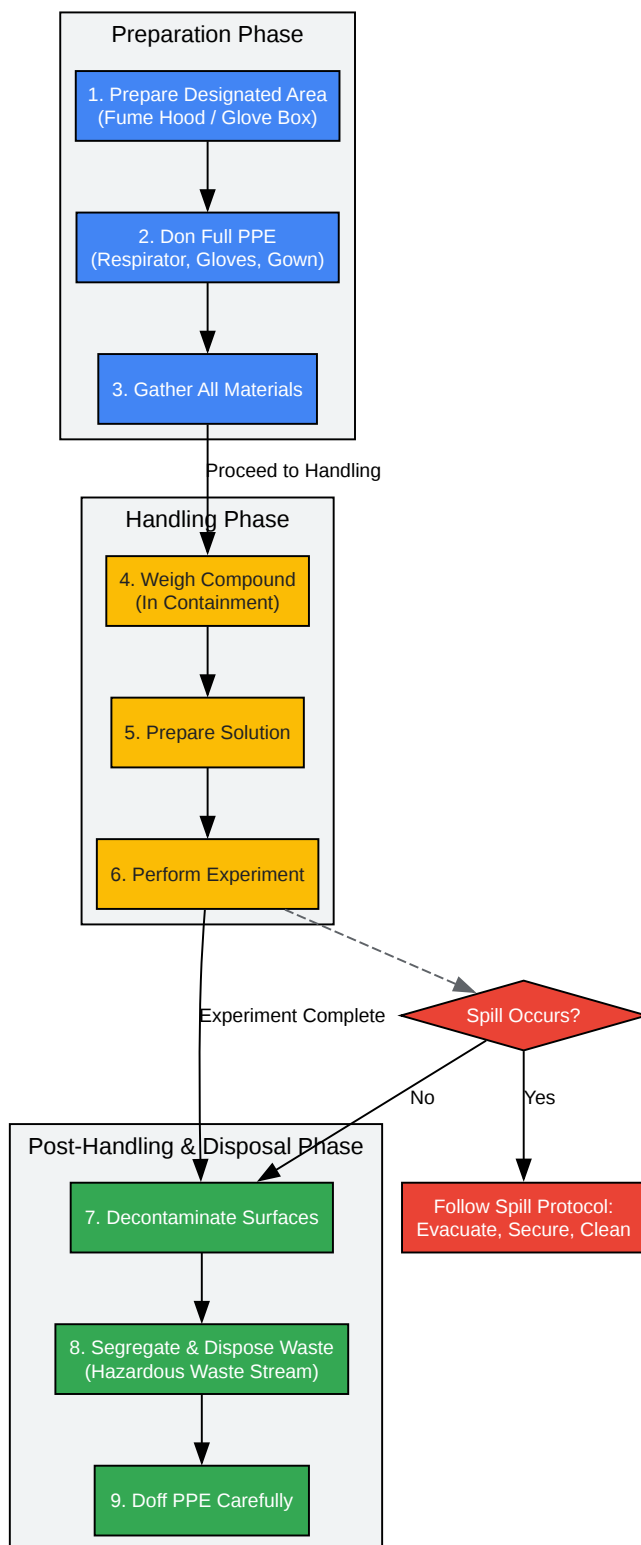 Preparation Phase
1. Prepare Designated Area
(Fume Hood / Glove Box)
2. Don Full PPE
(Respirator, Gloves, Gown)
3. Gather All Materials
Proceed to Handling
Handling Phase
4. Weigh Compound
(In Containment)
5. Prepare Solution
6. Perform Experiment
Experiment Complete
Spill Occurs?
No
Yes
Post-Handling & Disposal Phase
7. Decontaminate Surfaces
Follow Spill Protocol:
Evacuate, Secure, Clean
8. Segregate & Dispose Waste
(Hazardous Waste Stream)
9. Doff PPE Carefully